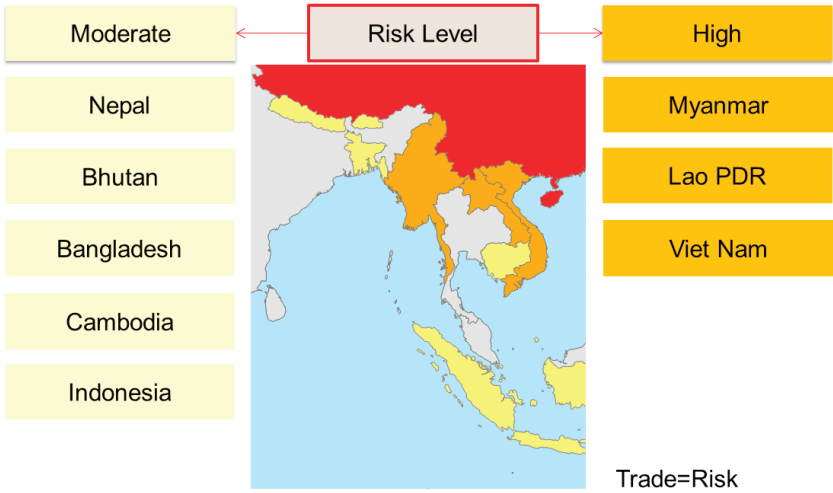 Moderate
Risk Level
High
Nepal
Myanmar
Bhutan
Lao PDR
Bangladesh
Viet Nam
Cambodia
Indonesia
Trade=Risk